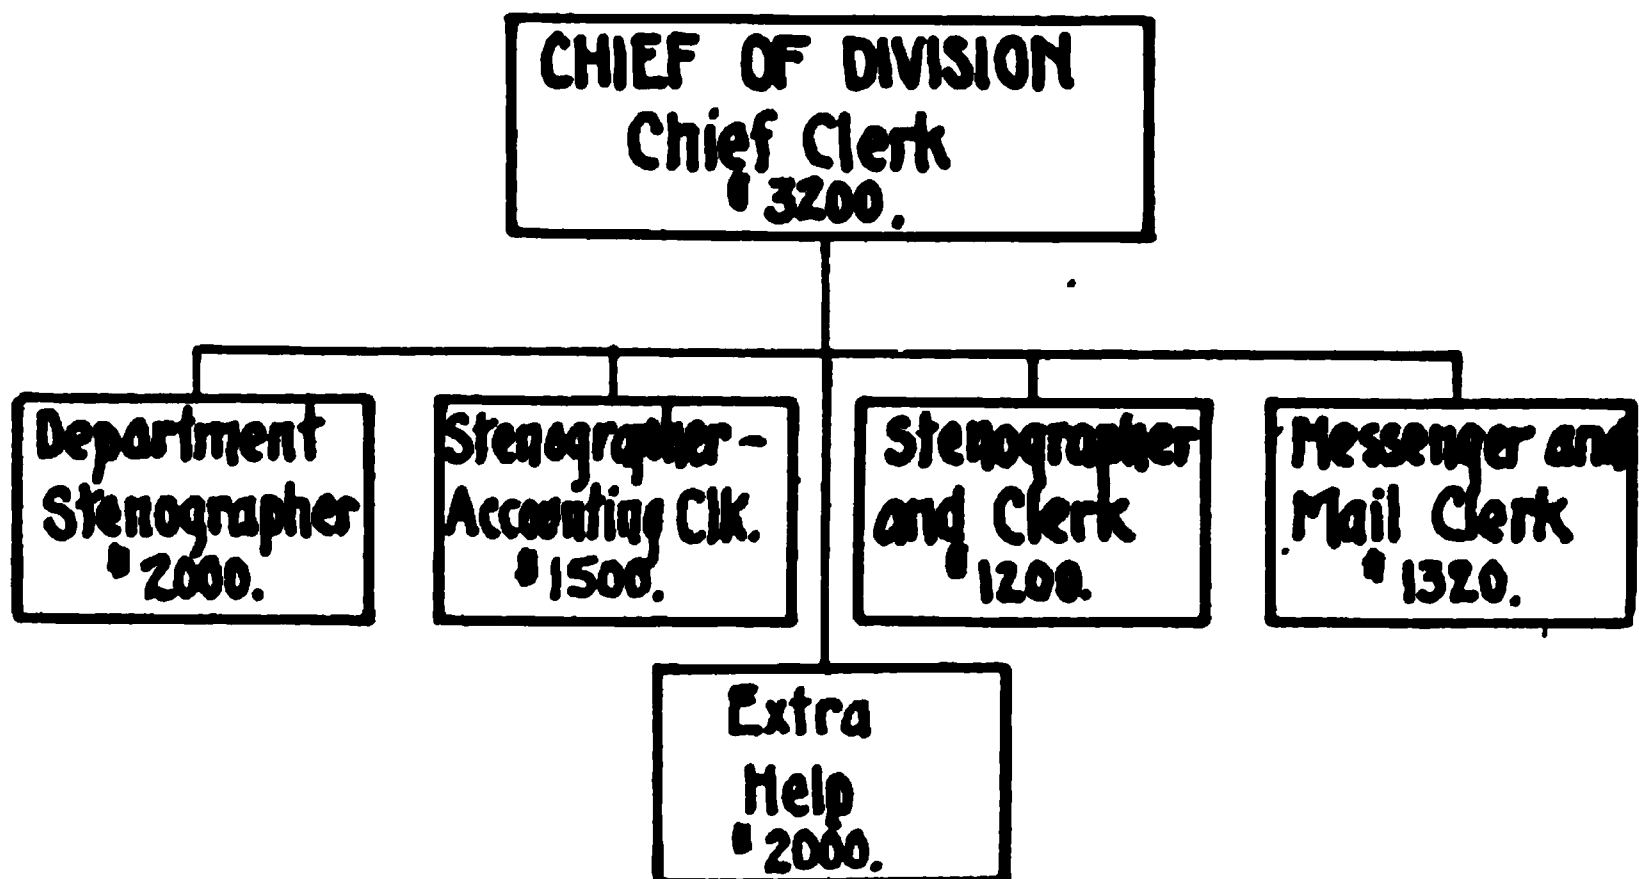 CHIEF OF DIVISION
Chief Clerk
$ 3200.
Department
Stenographer
$ 2000.
Stenographer-
Accounting Clk.
$ 1500.
Stenographer
and Clerk
$ 1200.
Messenger and
Mail Clerk
$ 1320.
Extra
Help
$ 2000.